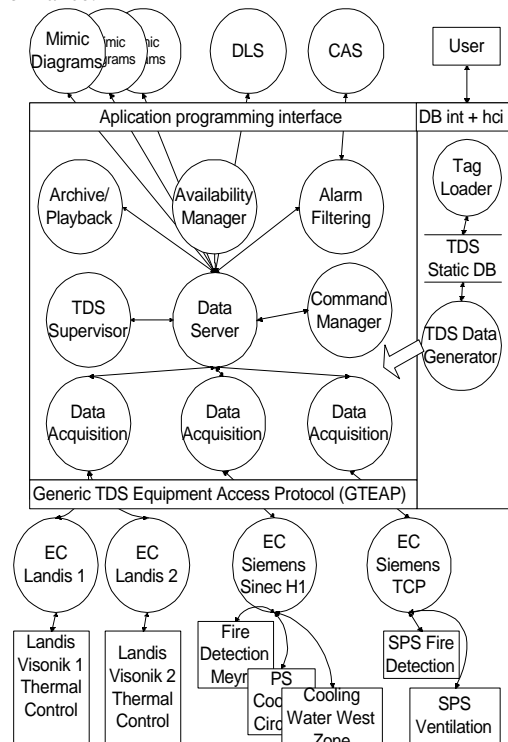 Mimic
Diagrams
DLS
CAS
User
Aplication programming interface
DB int + hci
Archive/
Playback
Availability
Manager
Alarm
Filtering
Tag
Loader
TDS
Static DB
TDS
Supervisor
Data
Server
Command
Manager
TDS Data
Generator
Data
Acquisition
Data
Acquisition
Data
Acquisition
Generic TDS Equipment Access Protocol (GTEAP)
EC
Landis 1
EC
Landis 2
EC
Siemens
Sinec H1
EC
Siemens
TCP
Landis
Visonik 1
Thermal
Control
Landis
Visonik 2
Thermal
Control
Fire
Detection
PS
Cooling
Water West
Zone
SPS Fire
Detection
SPS
Ventilation